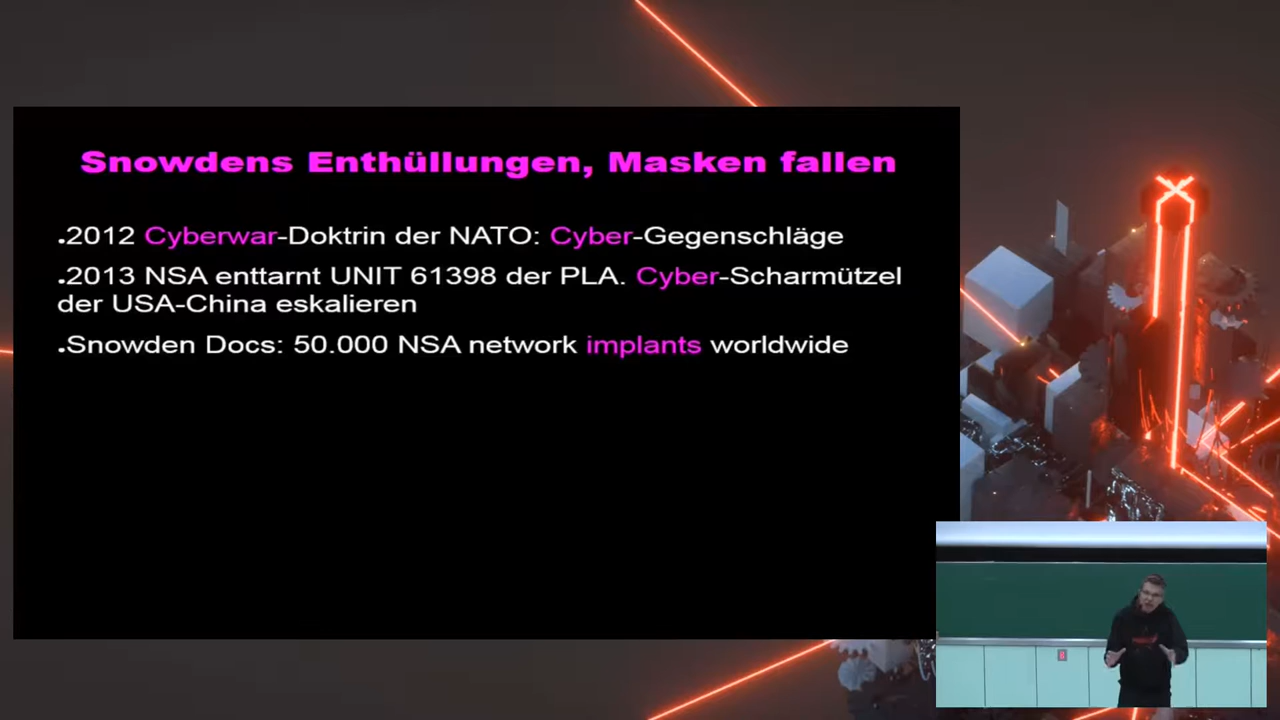 Snowdens Enthüllungen, Masken fallen
.2012 Cyberwar-Doktrin der NATO: Cyber-Gegenschläge
.2013 NSA enttarnt UNIT 61398 der PLA. Cyber-Scharmützel
der USA-China eskalieren
.Snowden Docs: 50.000 NSA network implants worldwide